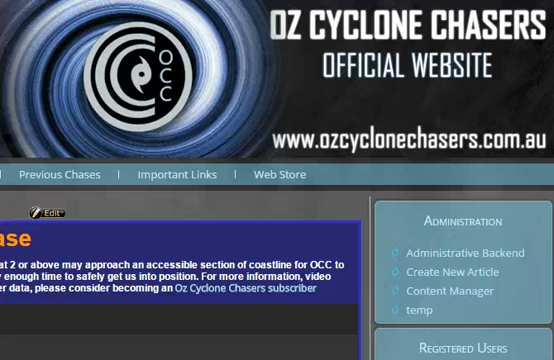 OZ CYCLONE CHASERS
OFFICIAL WEBSITE
OCC
www.ozcyclonechasers.com.au
Previous Chases | Important Links | Web Store
Edit
ase
at 2 or above may approach an accessible section of coastline for OCC to
enough time to safely get us into position. For more information, video
er data, please consider becoming an Oz Cyclone Chasers subscriber
Administration
Administrative Backend
Create New Article
Content Manager
temp
Registered Users